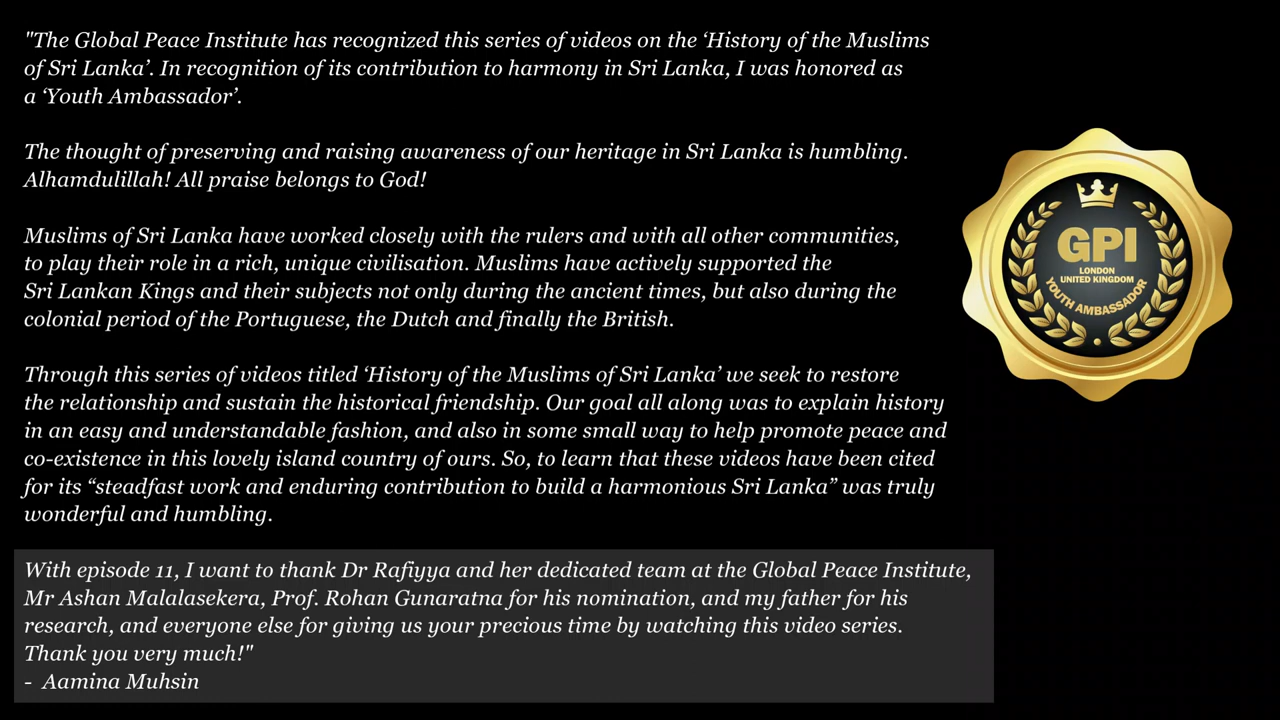 "The Global Peace Institute has recognized this series of videos on the ‘History of the Muslims
of Sri Lanka’. In recognition of its contribution to harmony in Sri Lanka, I was honored as
a ‘Youth Ambassador’.
The thought of preserving and raising awareness of our heritage in Sri Lanka is humbling.
Alhamdulillah! All praise belongs to God!
Muslims of Sri Lanka have worked closely with the rulers and with all other communities,
to play their role in a rich, unique civilisation. Muslims have actively supported the
Sri Lankan Kings and their subjects not only during the ancient times, but also during the
colonial period of the Portuguese, the Dutch and finally the British.
Through this series of videos titled ‘History of the Muslims of Sri Lanka’ we seek to restore
the relationship and sustain the historical friendship. Our goal all along was to explain history
in an easy and understandable fashion, and also in some small way to help promote peace and
co-existence in this lovely island country of ours. So, to learn that these videos have been cited
for its “steadfast work and enduring contribution to build a harmonious Sri Lanka” was truly
wonderful and humbling.
With episode 11, I want to thank Dr Rafiyya and her dedicated team at the Global Peace Institute,
Mr Ashan Malalasekera, Prof. Rohan Gunaratna for his nomination, and my father for his
research, and everyone else for giving us your precious time by watching this video series.
Thank you very much!"
- Aamina Muhsin
GPI
LONDON
UNITED KINGDOM
YOUTH AMBASSADOR